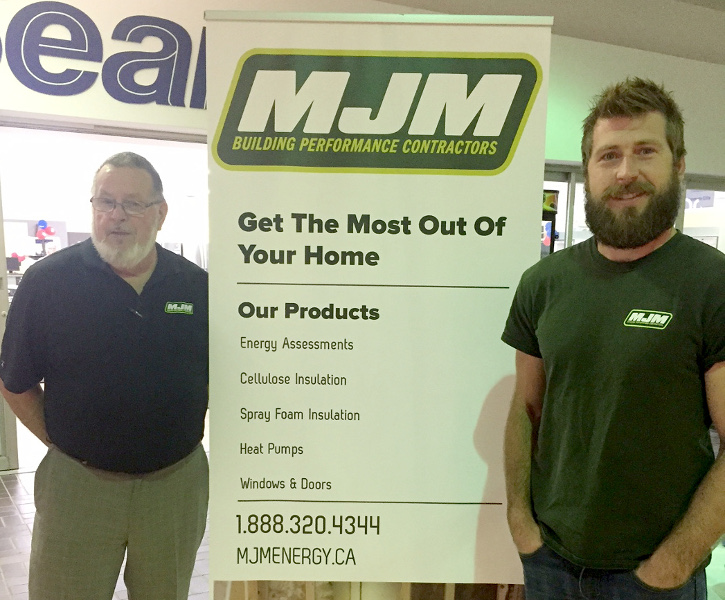 Sear
MJM
BUILDING PERFORMANCE CONTRACTORS
Get The Most Out Of
Your Home
Our Products
Energy Assessments
Cellulose Insulation
Spray Foam Insulation
Heat Pumps
Windows & Doors
1.888.320.4344
MJMENERGY.CA
MJM
MJM